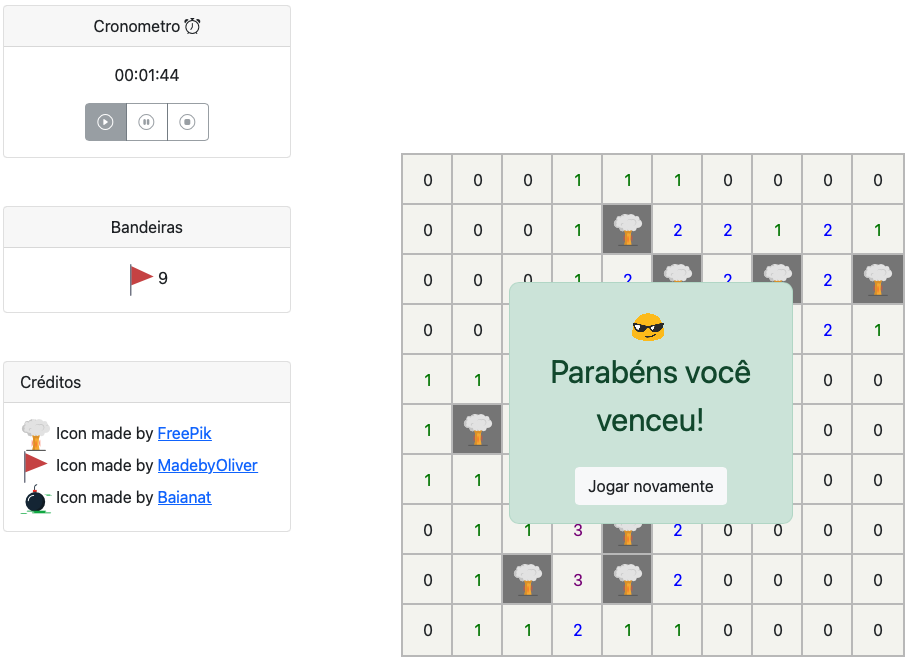 Cronometro
00:01:44
Bandeiras
9
Créditos
Icon made by FreePik
Icon made by MadebyOliver
Icon made by Baianat
0 0 0 1 1 1 0 0 0 0
0 0 0 1 2 2 1 2 1
0 0 0 1 2 2 2
0 0 2 1
1 1 0 0
1 0 0
1 1 0 0
0 1 1 3 2 0 0 0 0
0 1 3 2 0 0 0 0
0 1 1 2 1 1 0 0 0 0
Parabéns você
venceu!
Jogar novamente